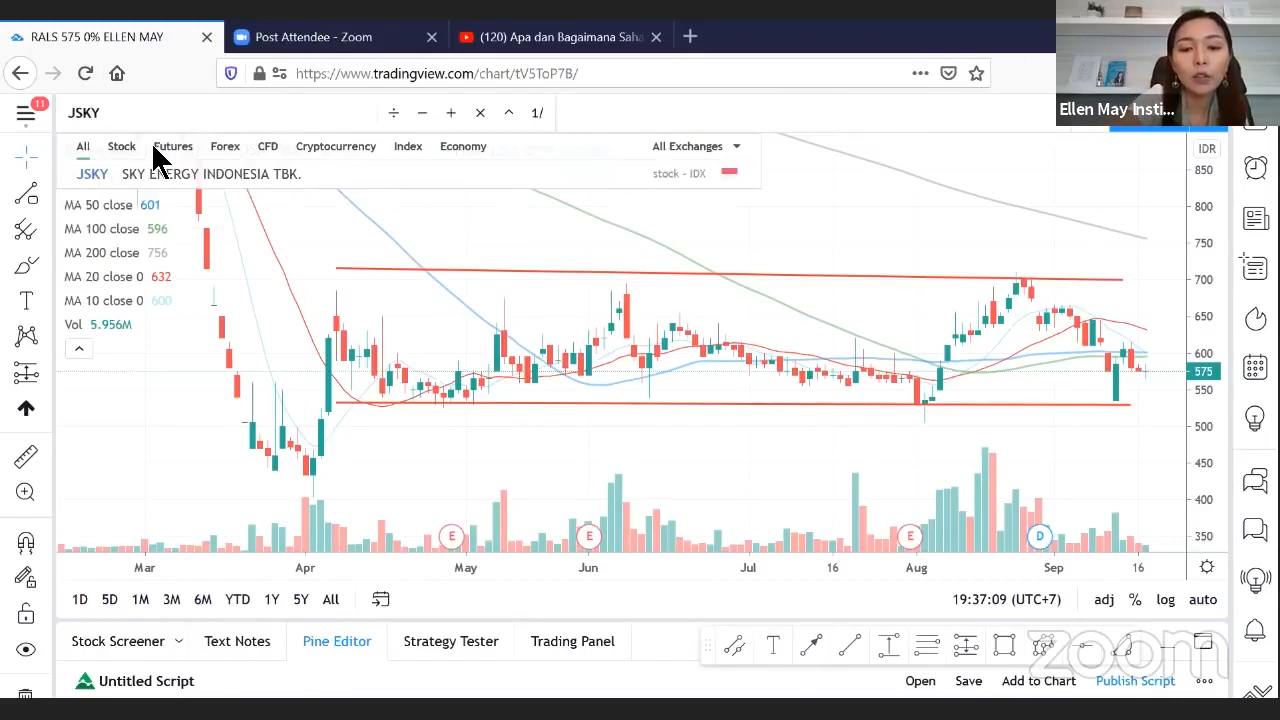 RALS 575 0% ELLEN MAY
Post Attendee - Zoom
(120) Apa dan Bagaimana Saha
https://www.tradingview.com/chart/tV5ToP7B/
Ellen May Insti...
11
JSKY
1/
All Stock Futures Forex CFD Cryptocurrency Index Economy All Exchanges
JSKY SKY ENERGY INDONESIA TBK. stock - IDX
IDR
MA 50 close 601
MA 100 close 596
MA 200 close 756
MA 20 close 0 632
MA 10 close 0 600
Vol 5.956M
850
750
700
650
600
575
550
500
450
400
350
E E E D
Mar Apr May Jun Jul 16 Aug Sep 16
1D 5D 1M 3M 6M YTD 1Y 5Y All 19:37:09 (UTC+7) adj % log auto
Stock Screener Text Notes Pine Editor Strategy Tester Trading Panel
zoom
Untitled Script Open Save Add to Chart Publish Script